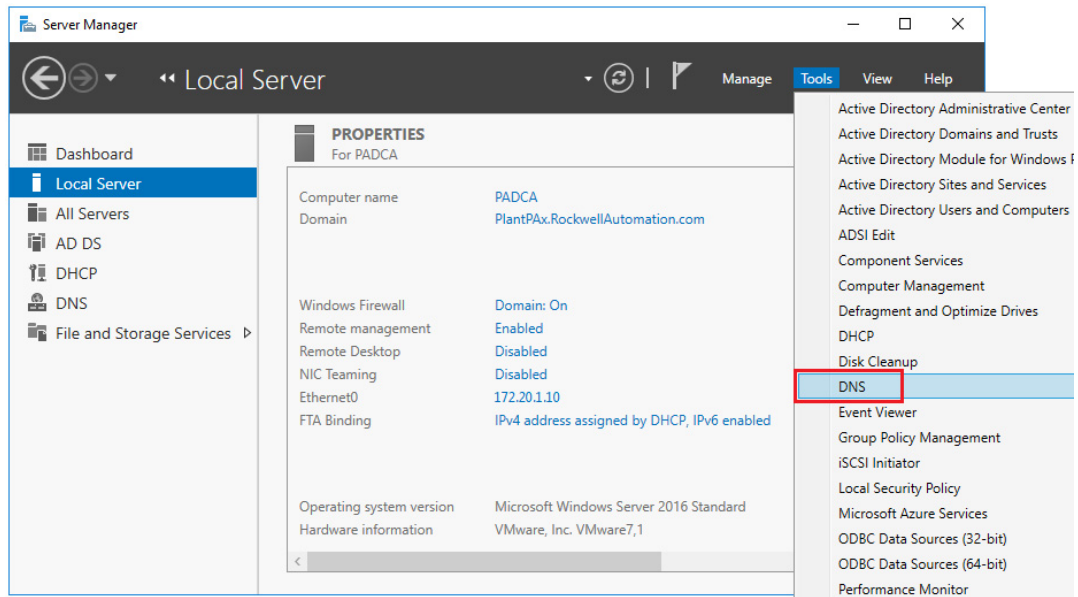 Server Manager
Local Server
Manage Tools View Help
Dashboard
Local Server
All Servers
AD DS
DHCP
DNS
File and Storage Services
PROPERTIES
For PADCA
Computer name PADCA
Domain PlantPAx.RockwellAutomation.com
Windows Firewall Domain: On
Remote management Enabled
Remote Desktop Disabled
NIC Teaming Disabled
Ethernet0 172.20.1.10
FTA Binding IPv4 address assigned by DHCP, IPv6 enabled
Operating system version Microsoft Windows Server 2016 Standard
Hardware information VMware, Inc. VMware7,1
Active Directory Administrative Center
Active Directory Domains and Trusts
Active Directory Module for Windows P
Active Directory Sites and Services
Active Directory Users and Computers
ADSI Edit
Component Services
Computer Management
Defragment and Optimize Drives
DHCP
Disk Cleanup
DNS
Event Viewer
Group Policy Management
iSCSI Initiator
Local Security Policy
Microsoft Azure Services
ODBC Data Sources (32-bit)
ODBC Data Sources (64-bit)
Performance Monitor